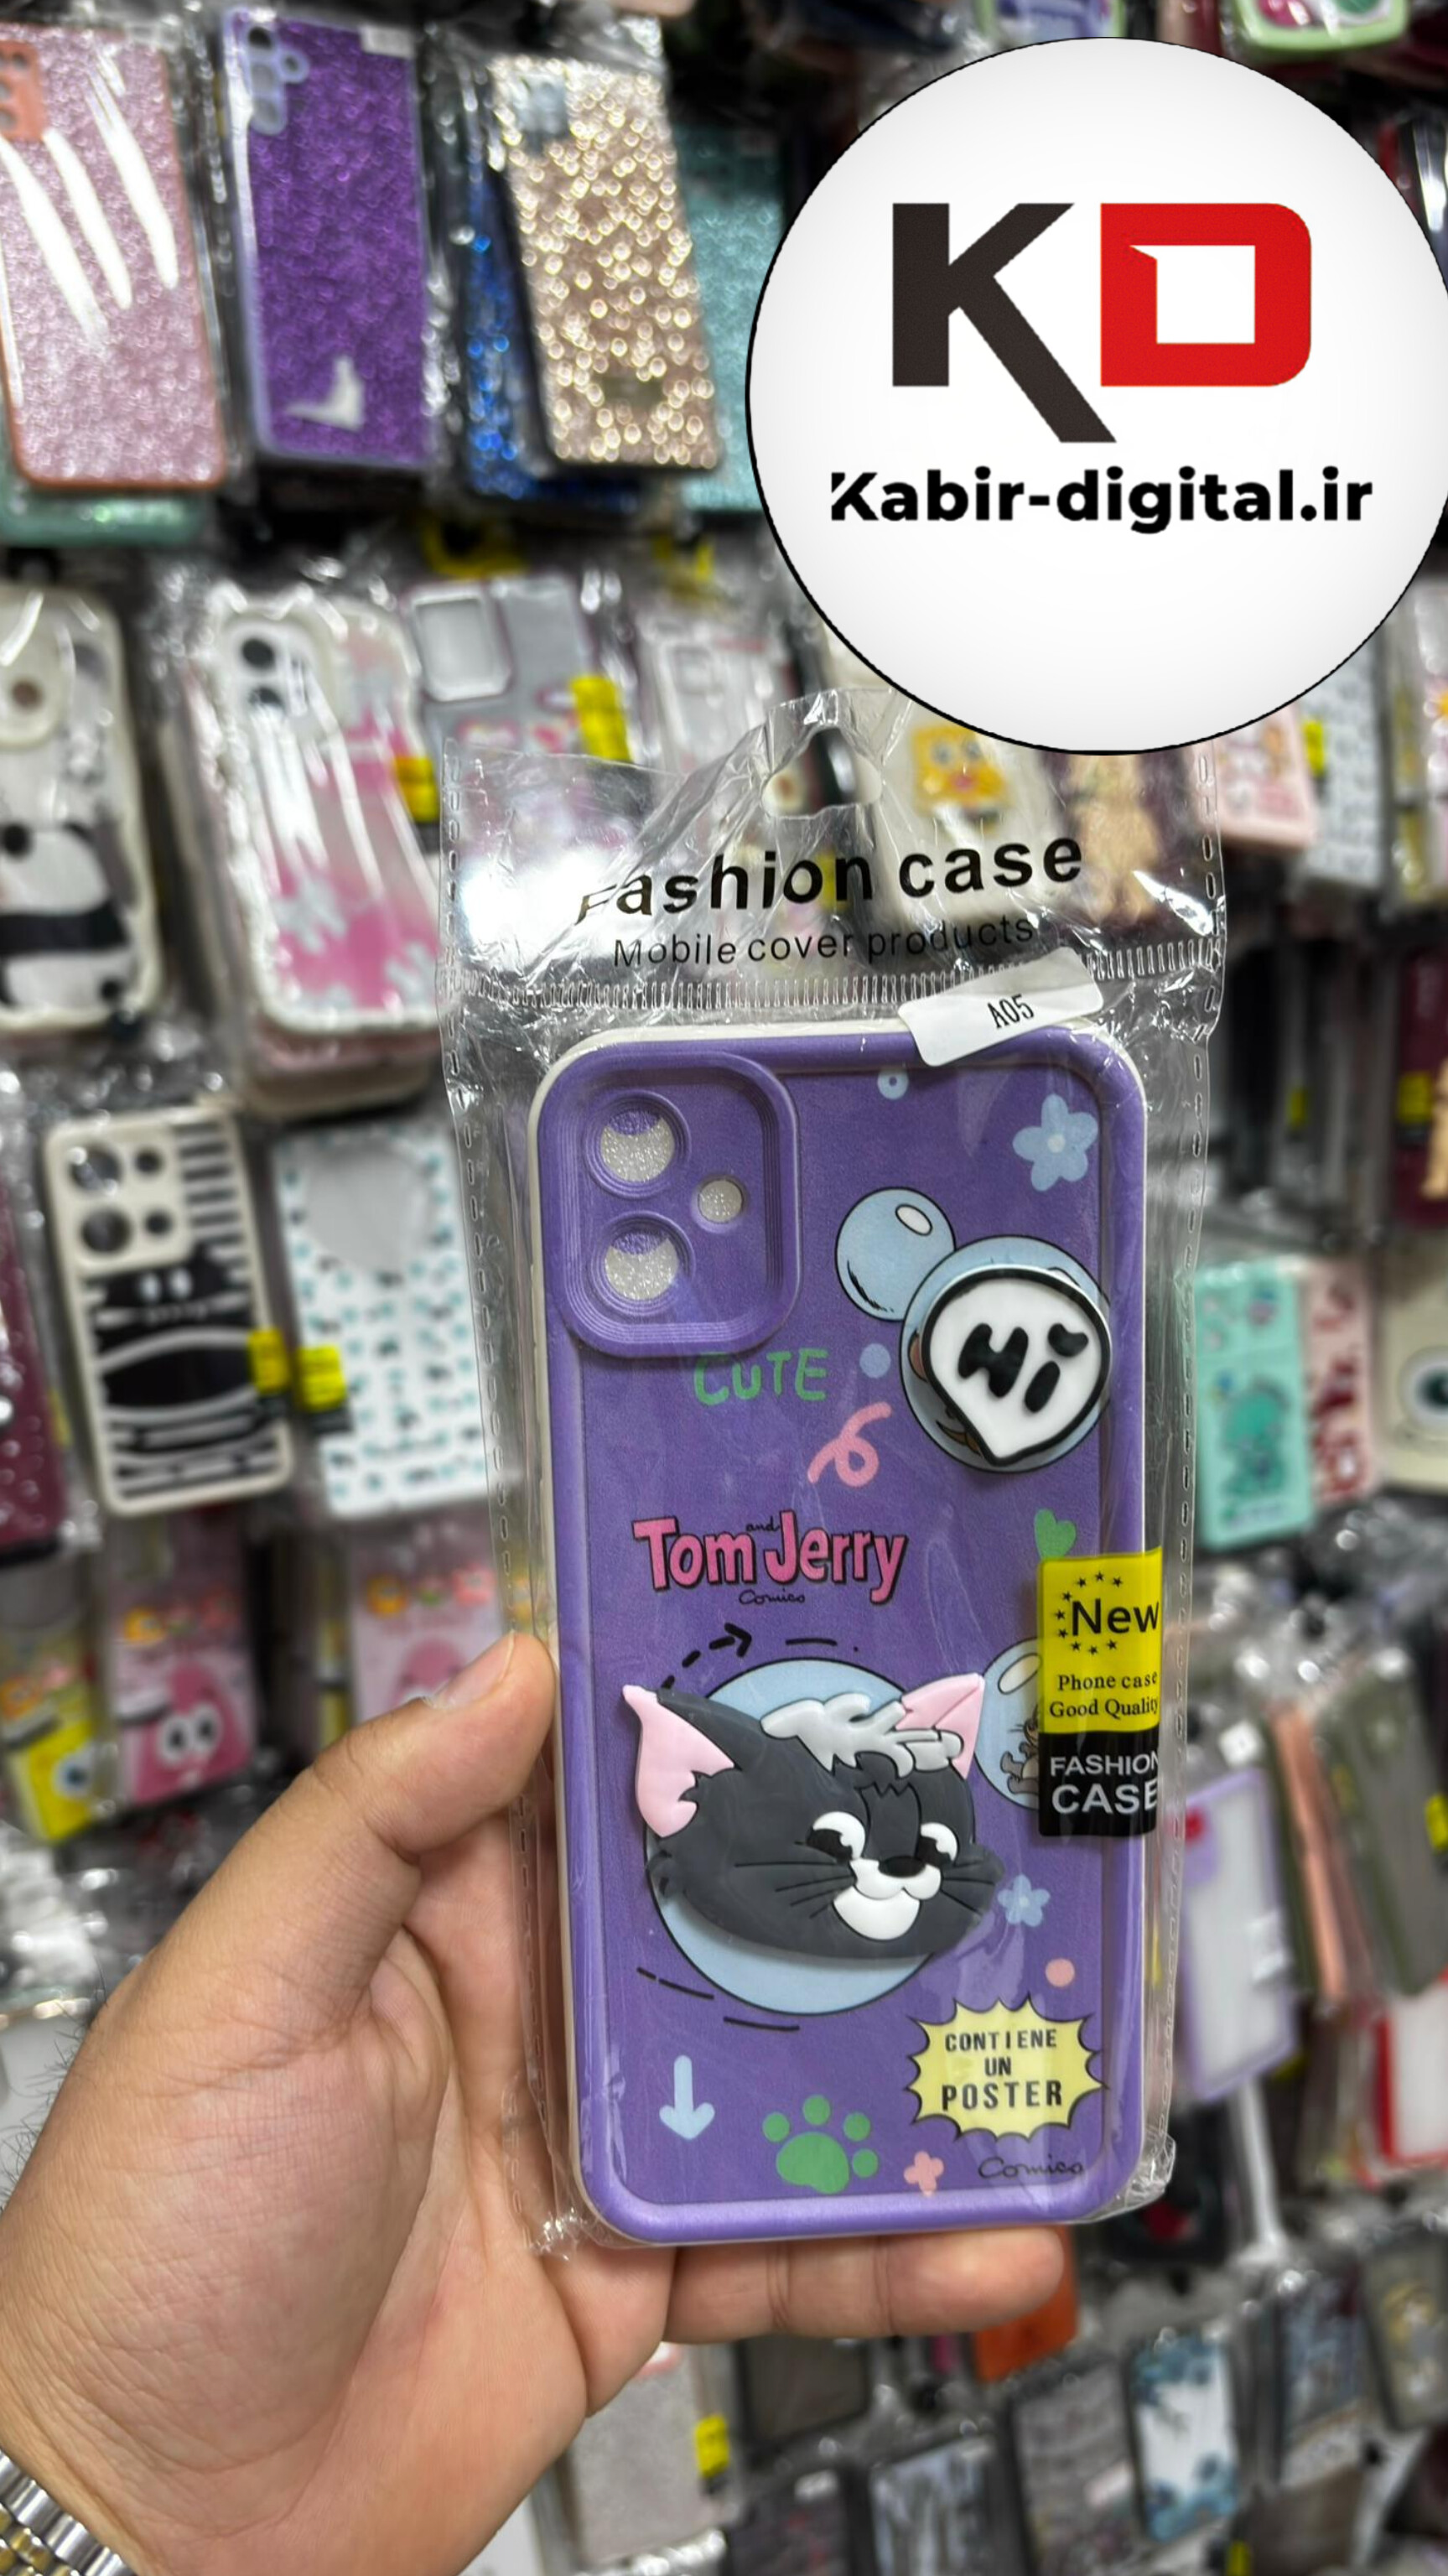 KD
Kabir-digital.ir
Fashion case
Mobile cover products
A05
Hi
CUTE
Tom and Jerry
Comics
New
Phone case
Good Quality
FASHION
CASE
CONTIENE
UN
POSTER
Comics